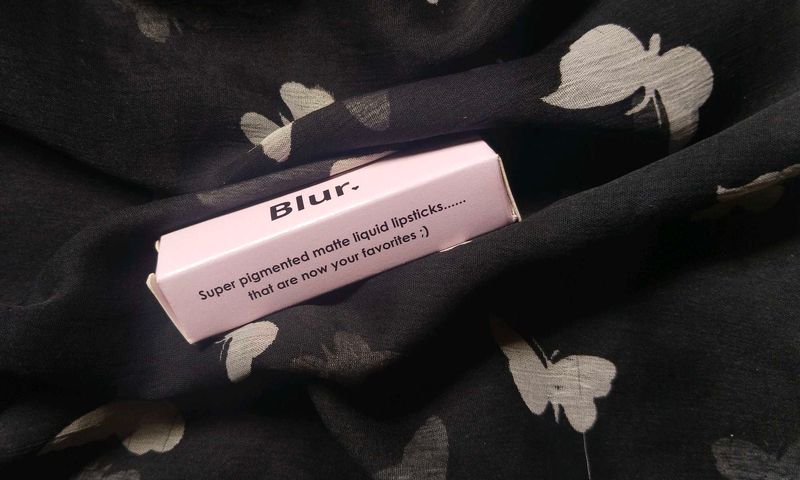 Blur.
Super pigmented matte liquid lipsticks......
that are now your favorites ;)